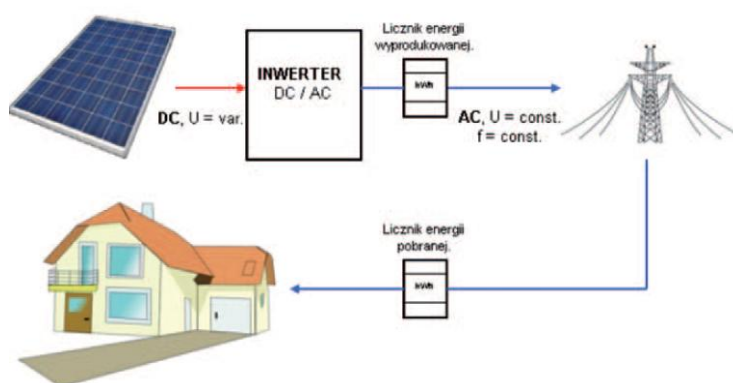 Licznik energii
wyprodukowanej.
INWERTER
DC / AC
kWh
DC, U = var.
AC, U = const.
f = const.
Licznik energii
pobranej.
kWh